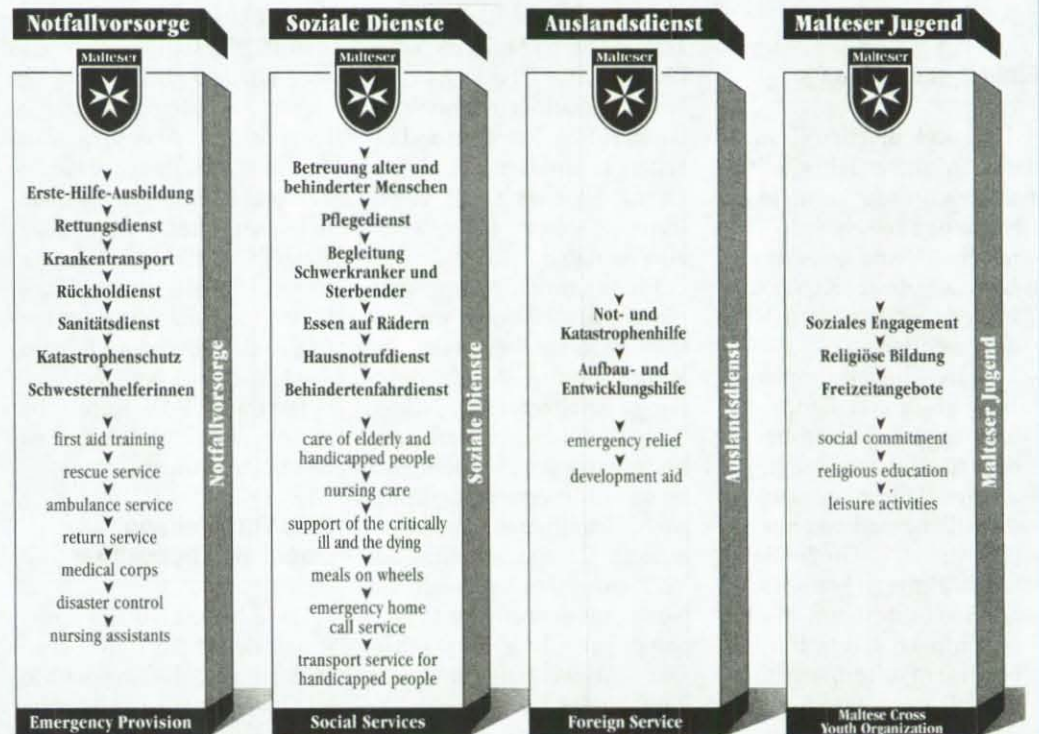 Notfallvorsorge
Malteser
Erste-Hilfe-Ausbildung
Rettungsdienst
Krankentransport
Rückholdienst
Sanitätsdienst
Katastrophenschutz
Schwesternhelferinnen
first aid training
rescue service
ambulance service
return service
medical corps
disaster control
nursing assistants
Notfallvorsorge
Emergency Provision
Soziale Dienste
Malteser
Betreuung alter und
behinderter Menschen
Pflegedienst
Begleitung
Schwerkranker und
Sterbender
Essen auf Rädern
Hausnotrufdienst
Behindertenfahrdienst
care of elderly and
handicapped people
nursing care
support of the critically
ill and the dying
meals on wheels
emergency home
call service
transport service for
handicapped people
Soziale Dienste
Social Services
Auslandsdienst
Malteser
Not- und
Katastrophenhilfe
Aufbau- und
Entwicklungshilfe
emergency relief
development aid
Auslandsdienst
Foreign Service
Malteser Jugend
Malteser
Soziales Engagement
Religiöse Bildung
Freizeitangebote
social commitment
religious education
leisure activities
Malteser Jugend
Maltese Cross
Youth Organization